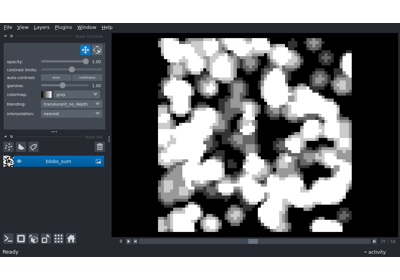 File View Layers Plugins Window Help
opacity: 1.00
contrast limits:
auto-contrast: once continuous
gamma: 1.00
colormap: gray
blending: translucent_no_depth
interpolation: nearest
blobs_sum
Ready
activity